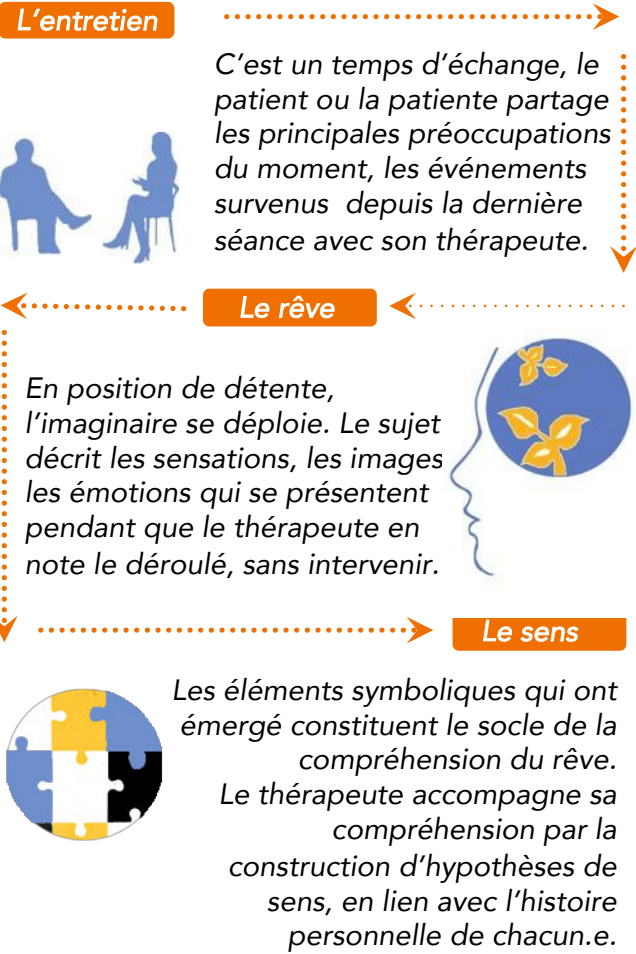 L'entretien
C'est un temps d'échange, le
patient ou la patiente partage
les principales préoccupations
du moment, les événements
survenus  depuis la dernière
séance avec son thérapeute.
Le rêve
En position de détente,
l'imaginaire se déploie. Le sujet
décrit les sensations, les images
les émotions qui se présentent
pendant que le thérapeute en
note le déroulé, sans intervenir.
Le sens
Les éléments symboliques qui ont
émergé constituent le socle de la
compréhension du rêve.
Le thérapeute accompagne sa
compréhension par la
construction d'hypothèses de
sens, en lien avec l'histoire
personnelle de chacun.e.